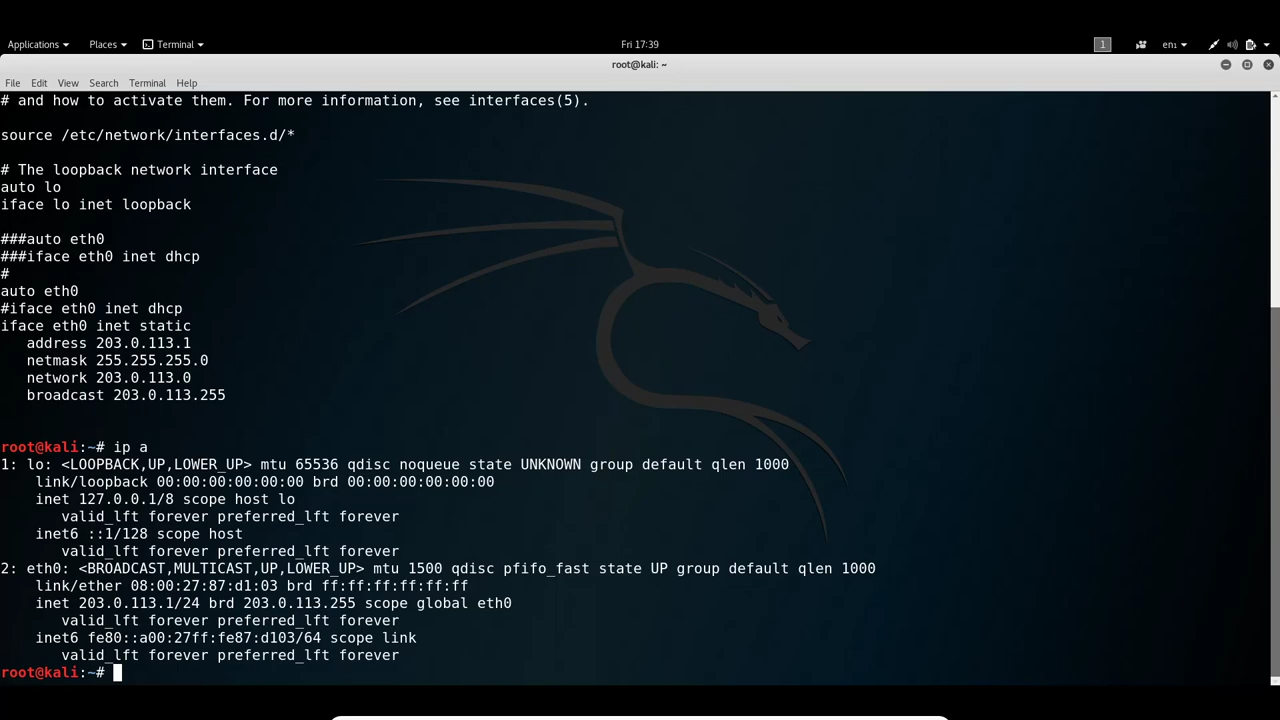 Applications Places Terminal Fri 17:39 1 en1
root@kali: ~
File Edit View Search Terminal Help
# and how to activate them. For more information, see interfaces(5).
source /etc/network/interfaces.d/*
# The loopback network interface
auto lo
iface lo inet loopback
###auto eth0
###iface eth0 inet dhcp
#
auto eth0
#iface eth0 inet dhcp
iface eth0 inet static
   address 203.0.113.1
   netmask 255.255.255.0
   network 203.0.113.0
   broadcast 203.0.113.255
root@kali:~# ip a
1: lo: <LOOPBACK,UP,LOWER_UP> mtu 65536 qdisc noqueue state UNKNOWN group default qlen 1000
    link/loopback 00:00:00:00:00:00 brd 00:00:00:00:00:00
    inet 127.0.0.1/8 scope host lo
       valid_lft forever preferred_lft forever
    inet6 ::1/128 scope host
       valid_lft forever preferred_lft forever
2: eth0: <BROADCAST,MULTICAST,UP,LOWER_UP> mtu 1500 qdisc pfifo_fast state UP group default qlen 1000
    link/ether 08:00:27:87:d1:03 brd ff:ff:ff:ff:ff:ff
    inet 203.0.113.1/24 brd 203.0.113.255 scope global eth0
       valid_lft forever preferred_lft forever
    inet6 fe80::a00:27ff:fe87:d103/64 scope link
       valid_lft forever preferred_lft forever
root@kali:~#